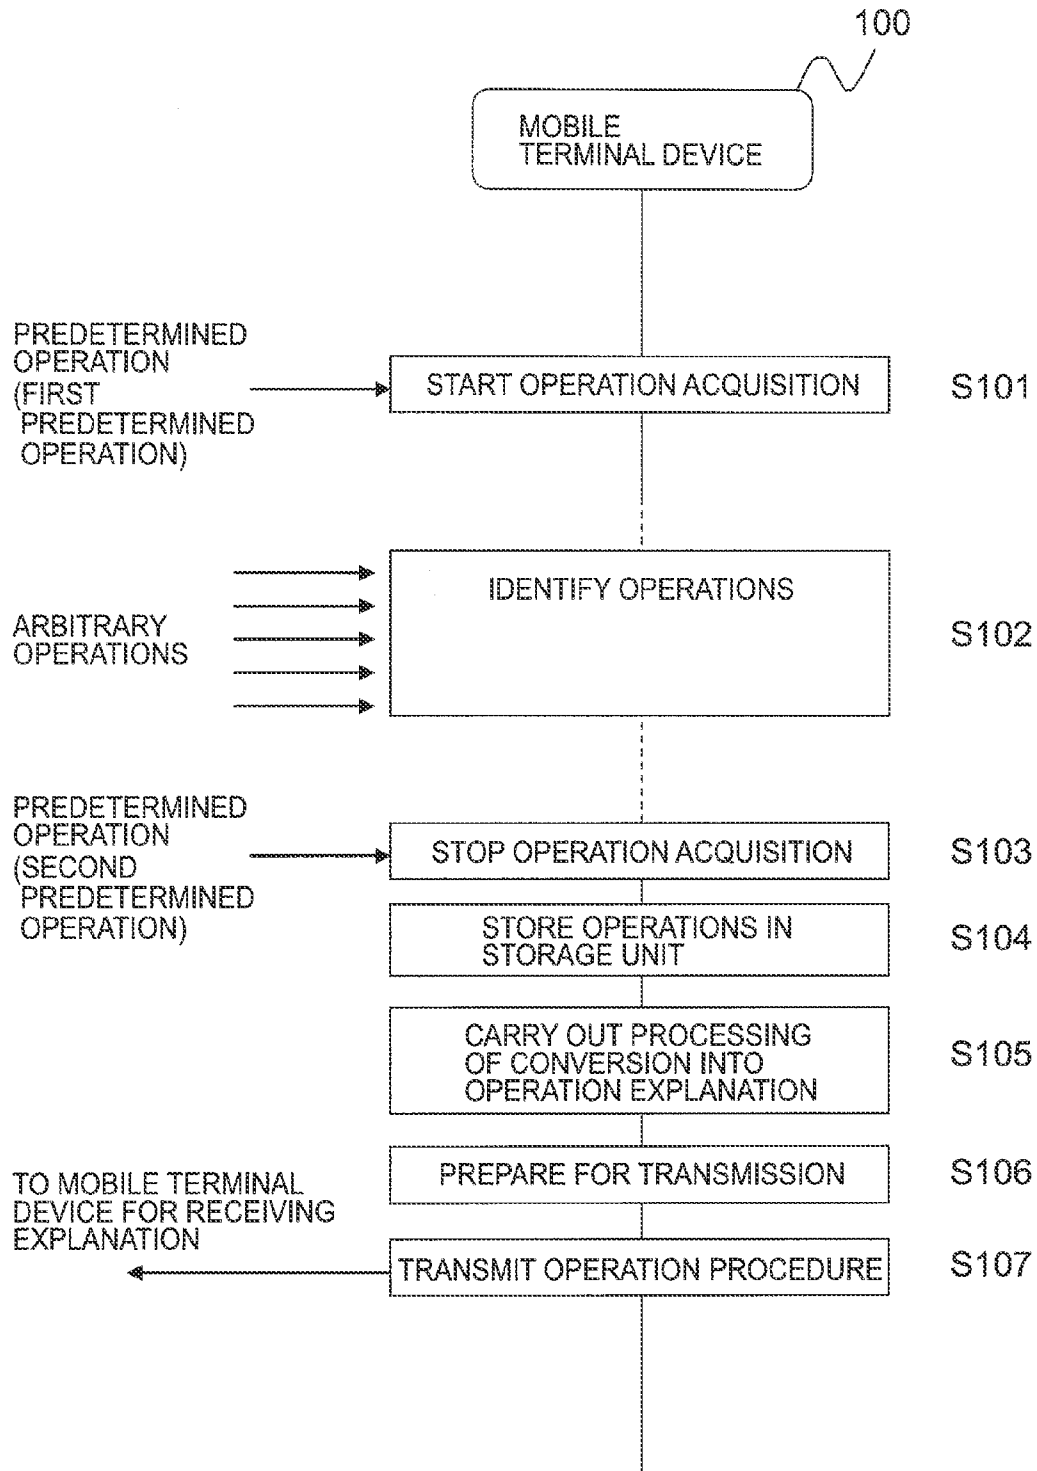 100
MOBILE
TERMINAL DEVICE
PREDETERMINED
OPERATION
(FIRST
PREDETERMINED
OPERATION)
START OPERATION ACQUISITION
S101
ARBITRARY
OPERATIONS
IDENTIFY OPERATIONS
S102
PREDETERMINED
OPERATION
(SECOND
PREDETERMINED
OPERATION)
STOP OPERATION ACQUISITION
S103
STORE OPERATIONS IN
STORAGE UNIT
S104
CARRY OUT PROCESSING
OF CONVERSION INTO
OPERATION EXPLANATION
S105
PREPARE FOR TRANSMISSION
S106
TO MOBILE TERMINAL
DEVICE FOR RECEIVING
EXPLANATION
TRANSMIT OPERATION PROCEDURE
S107